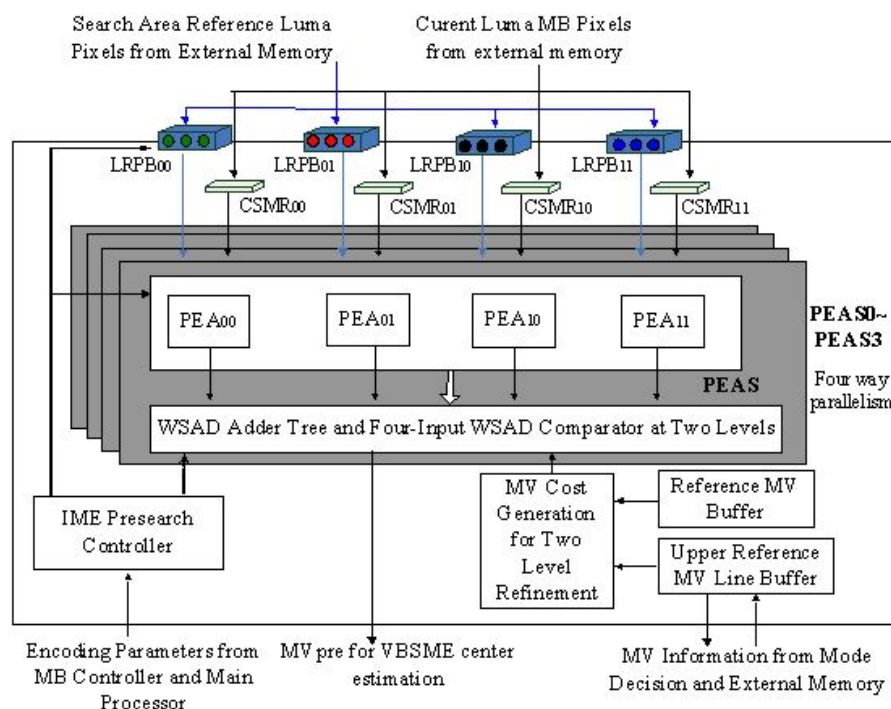 Search Area Reference Luma
Pixels from External Memory
Curent Luma MB Pixels
from external memory
LRPB00
LRPB01
LRPB10
LRPB11
CSMR00
CSMR01
CSMR10
CSMR11
PEA00
PEA01
PEA10
PEA11
PEAS0~
PEAS3
PEAS
Four way
parallelism
WSAD Adder Tree and Four-Input WSAD Comparator at Two Levels
IME Presearch
Controller
MV Cost
Generation
for Two
Level
Refinement
Reference MV
Buffer
Upper Reference
MV Line Buffer
Encoding Parameters from
MB Controller and Main
Processor
MV pre for VBSME center
estimation
MV Information from Mode
Decision and External Memory